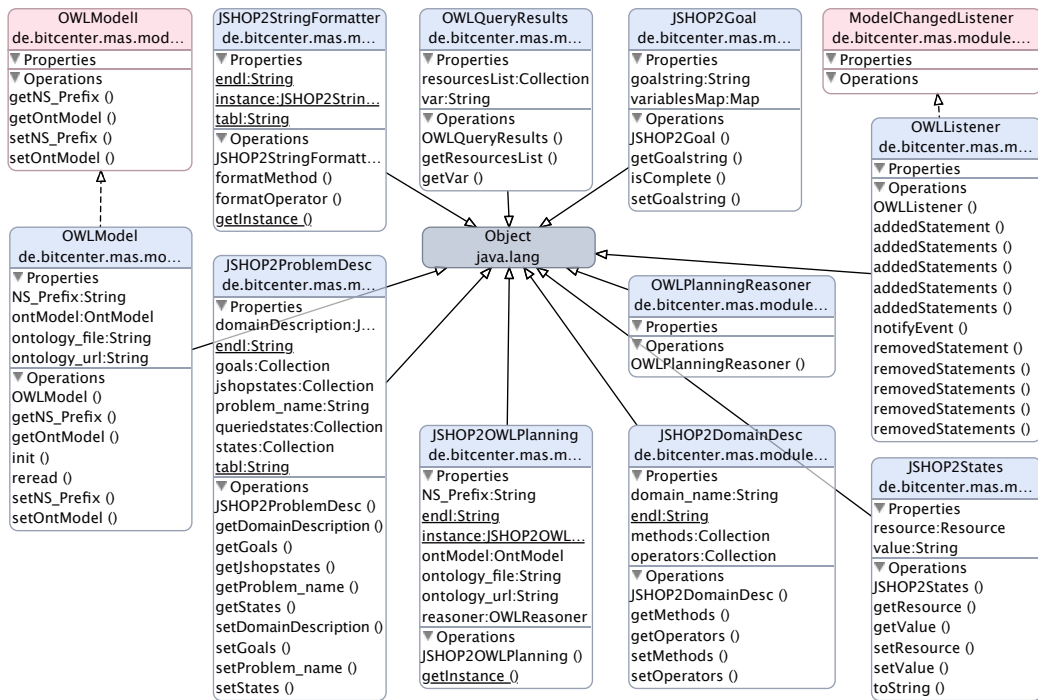 OWLModelI
de.bitcenter.mas.mod...
Properties
Operations
getNS_Prefix ()
getOntModel ()
setNS_Prefix ()
setOntModel ()
JSHOP2StringFormatter
de.bitcenter.mas.m...
Properties
endl:String
instance:JSHOP2Strin...
tabl:String
Operations
JSHOP2StringFormatt...
formatMethod ()
formatOperator ()
getInstance ()
OWLQueryResults
de.bitcenter.mas.m...
Properties
resourcesList:Collection
var:String
Operations
OWLQueryResults ()
getResourcesList ()
getVar ()
JSHOP2Goal
de.bitcenter.mas.m...
Properties
goalstring:String
variablesMap:Map
Operations
JSHOP2Goal ()
getGoalstring ()
isComplete ()
setGoalstring ()
ModelChangedListener
de.bitcenter.mas.module....
Properties
Operations
OWLListener
de.bitcenter.mas.m...
Properties
Operations
OWLListener ()
addedStatement ()
addedStatements ()
addedStatements ()
addedStatements ()
addedStatements ()
notifyEvent ()
removedStatement ()
removedStatements ()
removedStatements ()
removedStatements ()
removedStatements ()
Object
java.lang
OWLModel
de.bitcenter.mas.mo...
Properties
NS_Prefix:String
ontModel:OntModel
ontology_file:String
ontology_url:String
Operations
OWLModel ()
getNS_Prefix ()
getOntModel ()
init ()
reread ()
setNS_Prefix ()
setOntModel ()
JSHOP2ProblemDesc
de.bitcenter.mas.m...
Properties
domainDescription:J...
endl:String
goals:Collection
jshopstates:Collection
problem_name:String
queriedstates:Collection
states:Collection
tabl:String
Operations
JSHOP2ProblemDesc ()
getDomainDescription ()
getGoals ()
getJshopstates ()
getProblem_name ()
getStates ()
setDomainDescription ()
setGoals ()
setProblem_name ()
setStates ()
OWLPlanningReasoner
de.bitcenter.mas.module...
Properties
Operations
OWLPlanningReasoner ()
JSHOP2OWLPlanning
de.bitcenter.mas.m...
Properties
NS_Prefix:String
endl:String
instance:JSHOP2OWL...
ontModel:OntModel
ontology_file:String
ontology_url:String
reasoner:OWLReasoner
Operations
JSHOP2OWLPlanning ()
getInstance ()
JSHOP2DomainDesc
de.bitcenter.mas.module...
Properties
domain_name:String
endl:String
methods:Collection
operators:Collection
Operations
JSHOP2DomainDesc ()
getMethods ()
getOperators ()
setMethods ()
setOperators ()
JSHOP2States
de.bitcenter.mas.m...
Properties
resource:Resource
value:String
Operations
JSHOP2States ()
getResource ()
getValue ()
setResource ()
setValue ()
toString ()